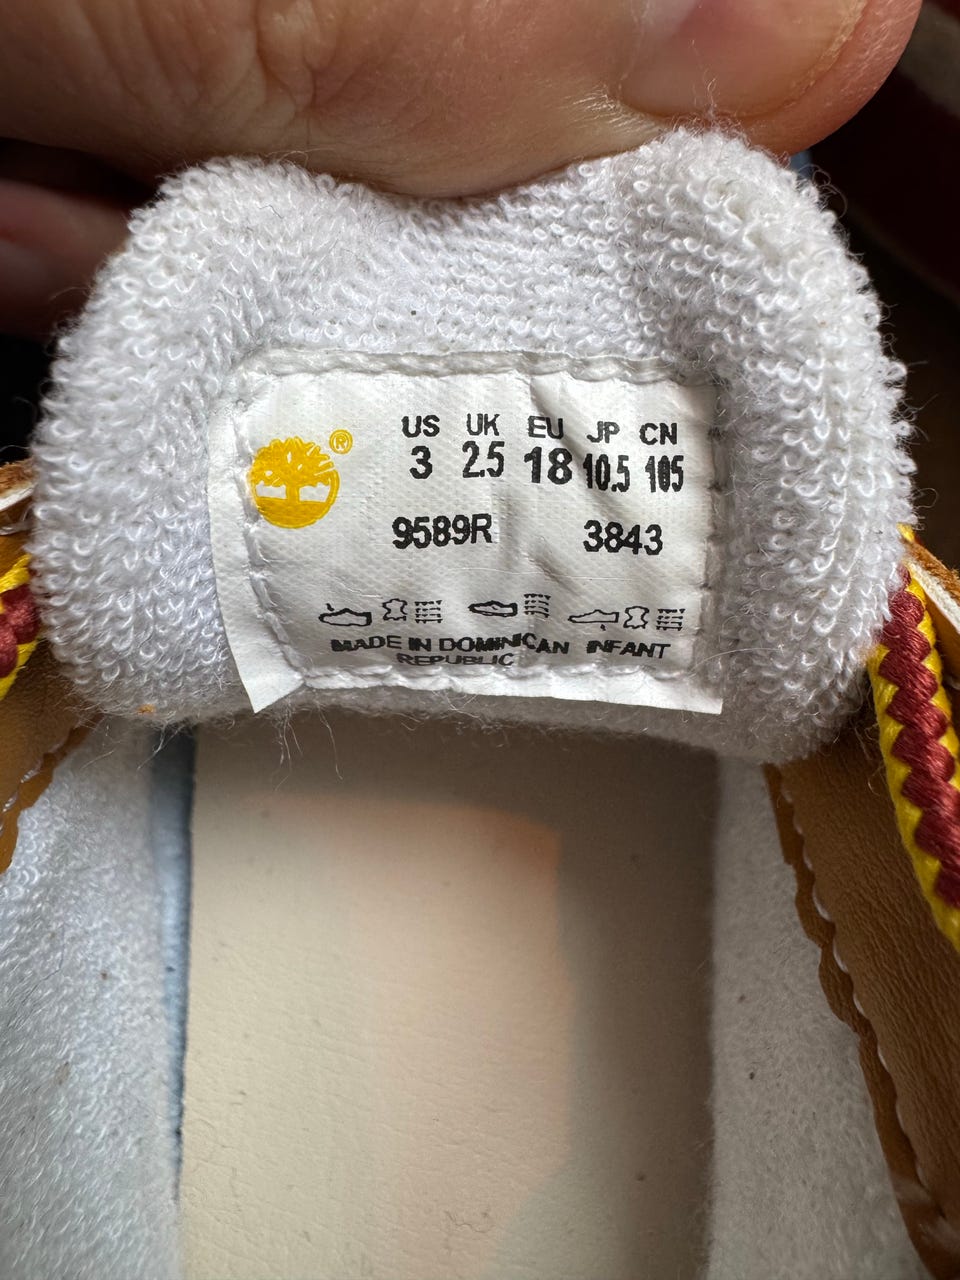 ®
US UK EU JP CN
3 2.5 18 10.5 105
9589R 3843
MADE IN DOMINICAN INFANT
REPUBLIC